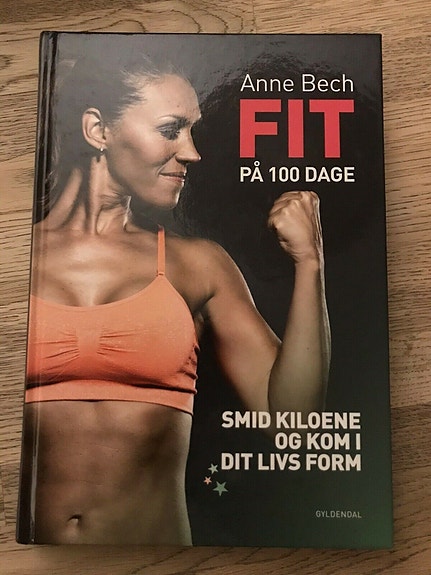 Anne Bech
FIT
PÅ 100 DAGE
SMID KILOENE
OG KOM I
DIT LIVS FORM
GYLDENDAL